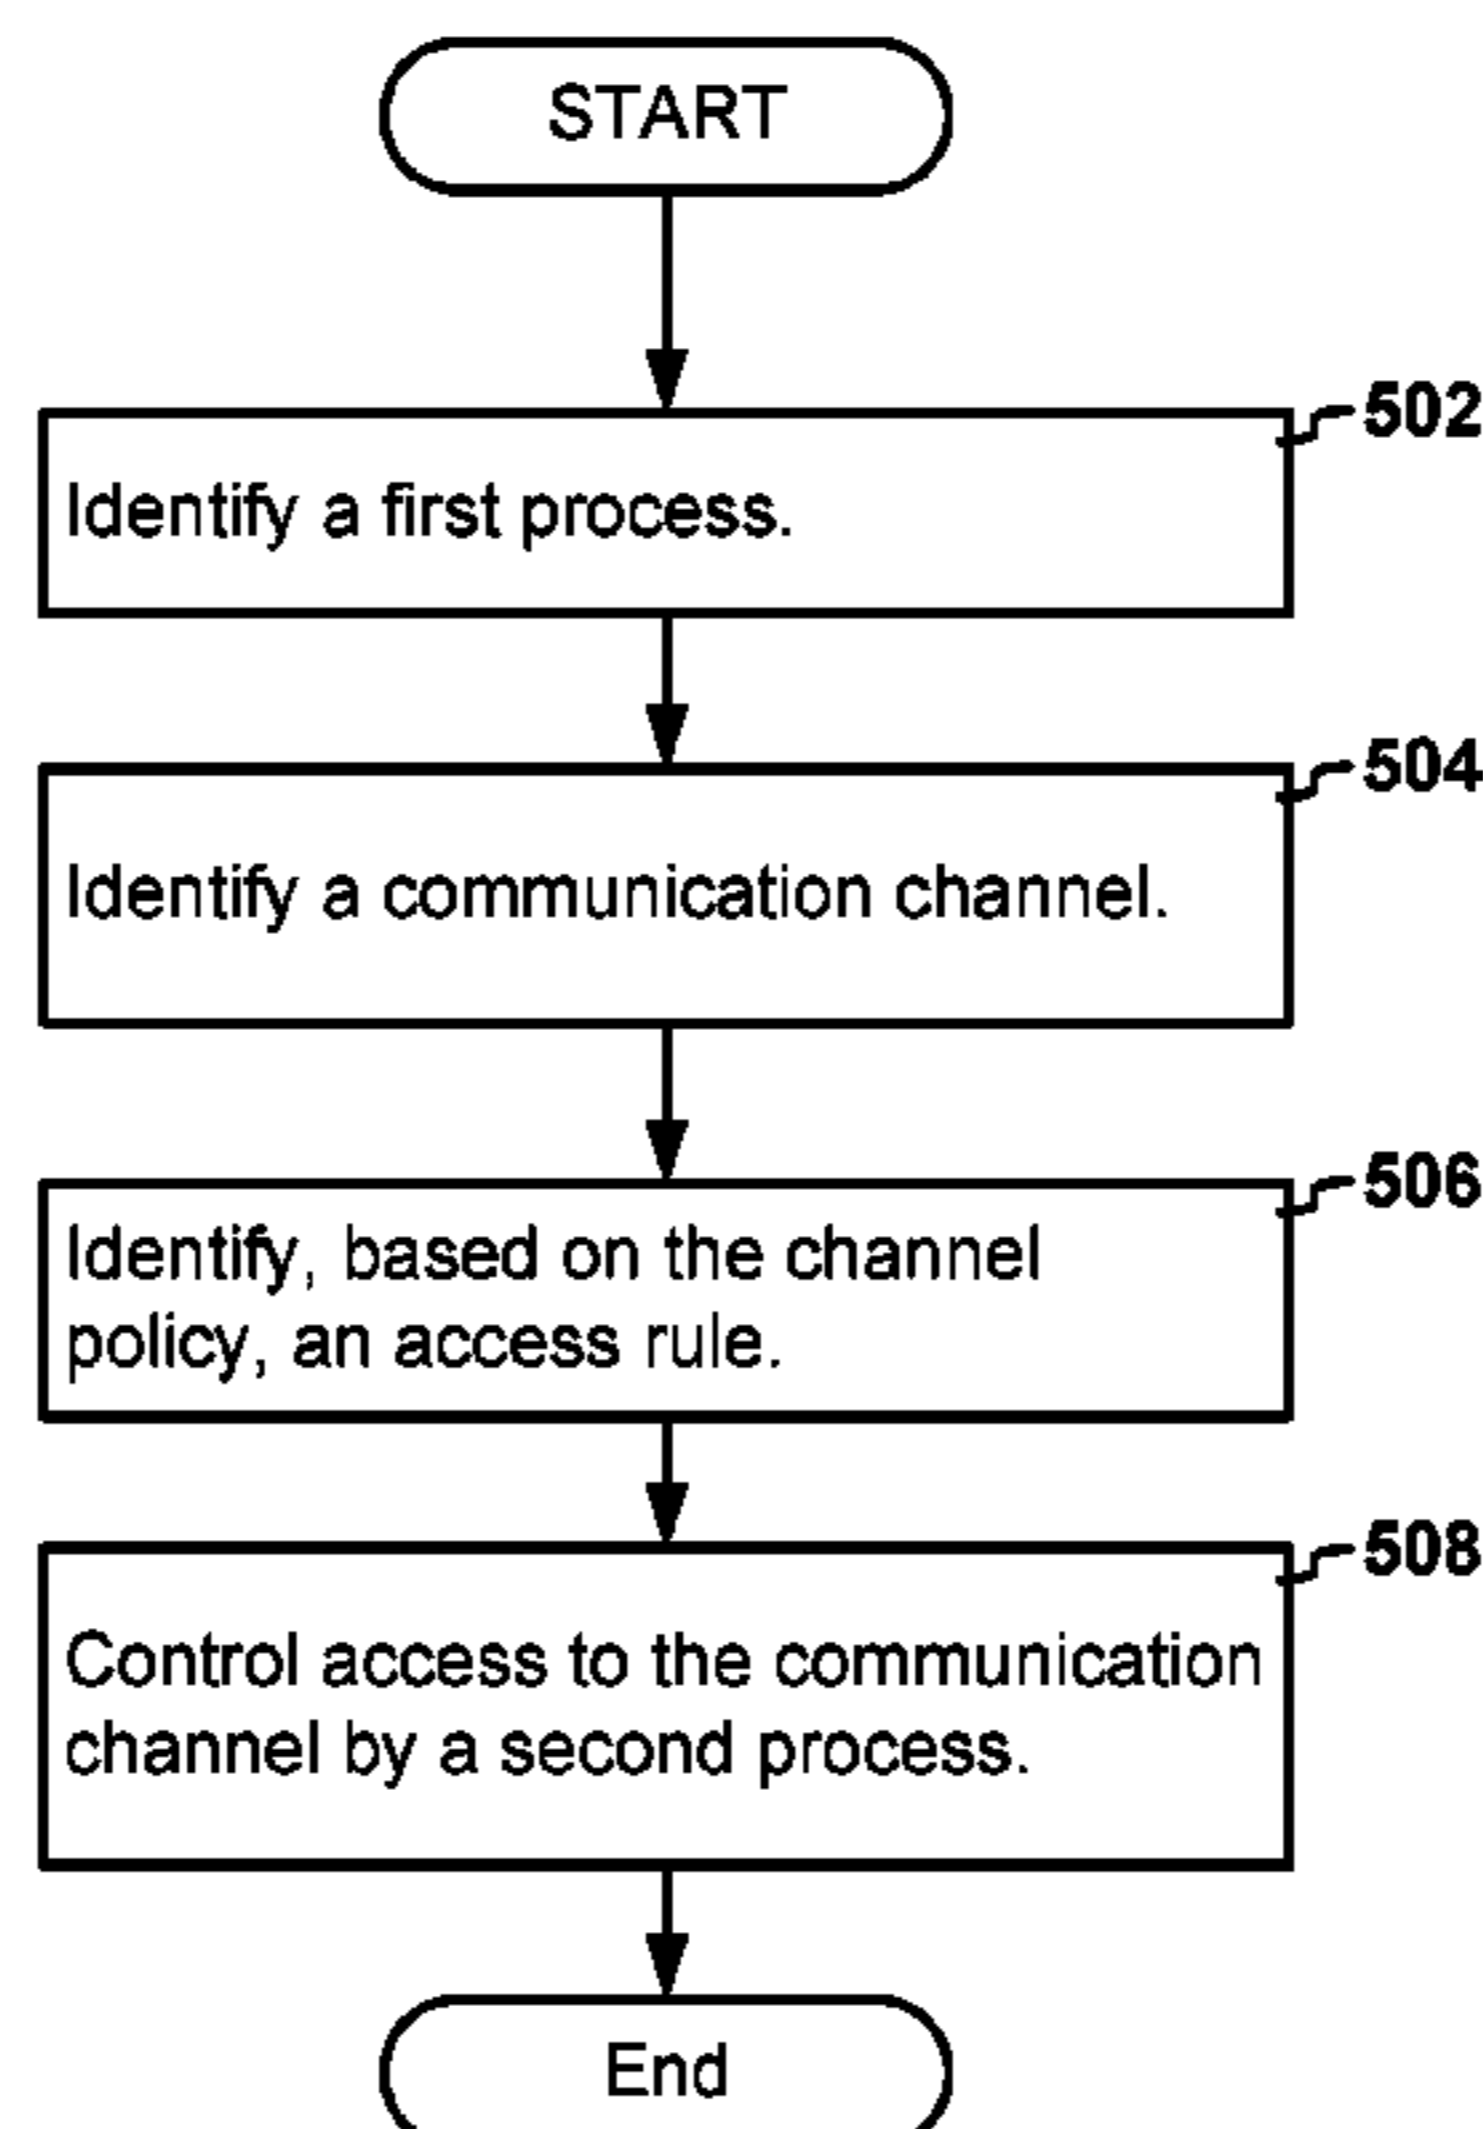 START
502
Identify a first process.
504
Identify a communication channel.
506
Identify, based on the channel
policy, an access rule.
508
Control access to the communication
channel by a second process.
End